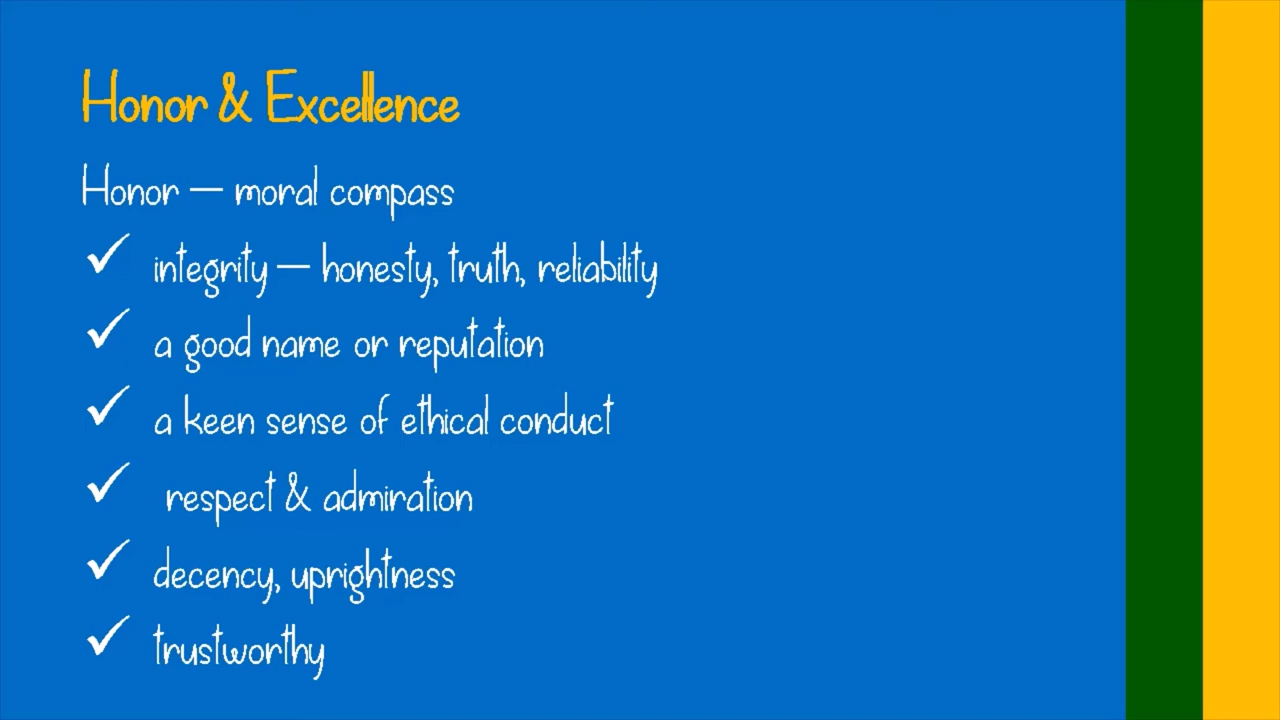 Honor & Excellence
Honor — moral compass
✓ integrity — honesty, truth, reliability
✓ a good name or reputation
✓ a keen sense of ethical conduct
✓ respect & admiration
✓ decency, uprightness
✓ trustworthy